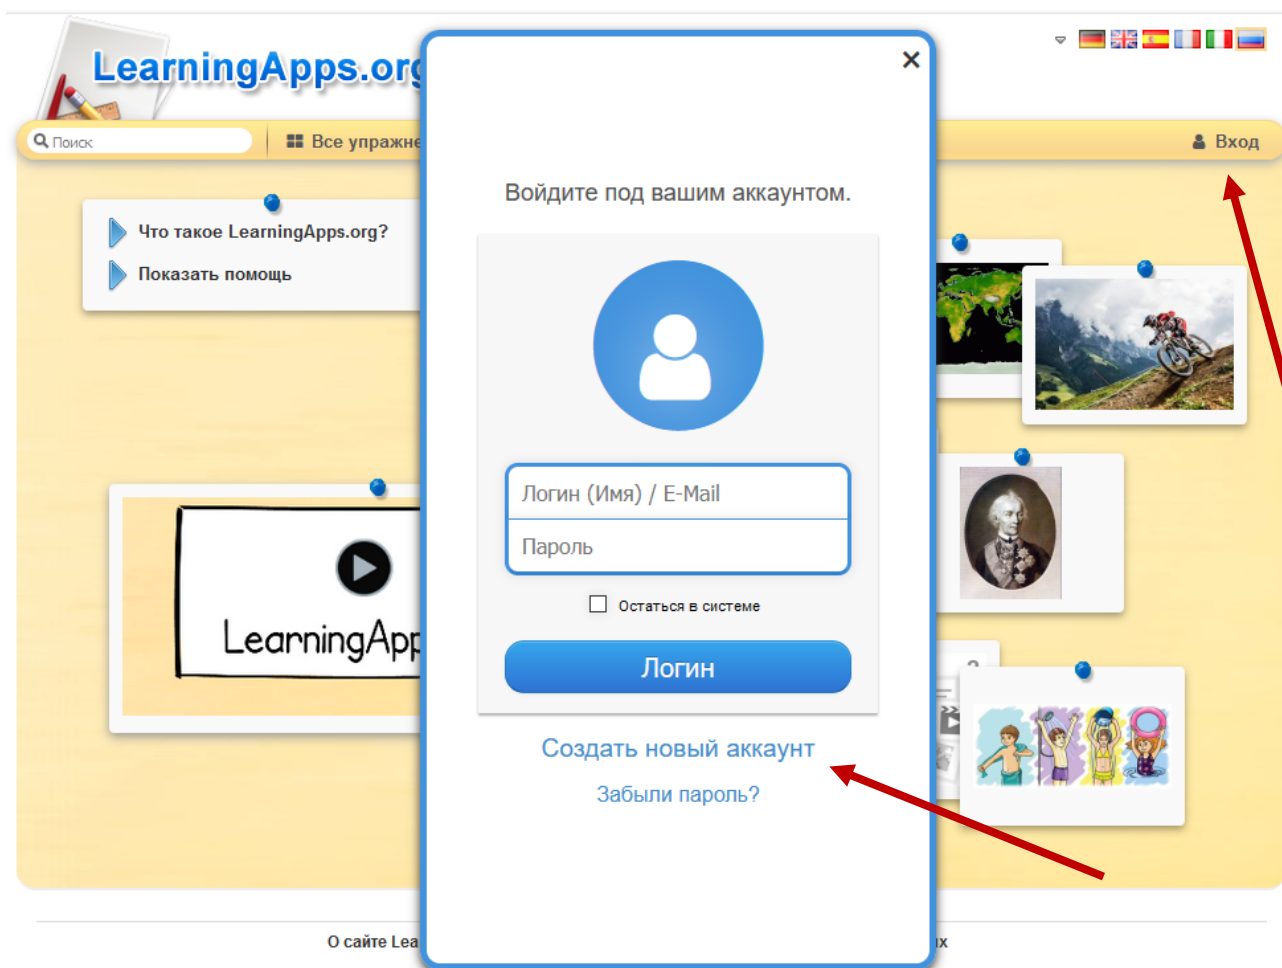 LearningApps.org
Поиск
Все упражне
Вход
Что такое LearningApps.org?
Показать помощь
LearningApp
Войдите под вашим аккаунтом.
Логин (Имя) / E-Mail
Пароль
Остаться в системе
Логин
Создать новый аккаунт
Забыли пароль?
?
О сайте Lea
их